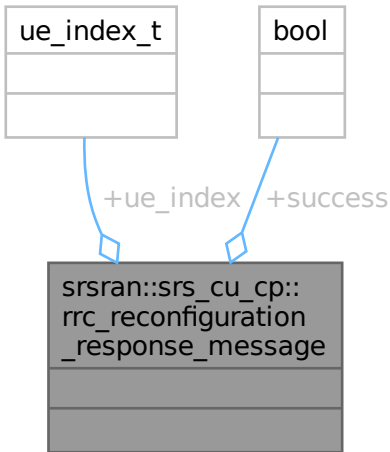 ue_index_t
bool
+ue_index
+success
srsran::srs_cu_cp::
rrc_reconfiguration
_response_message